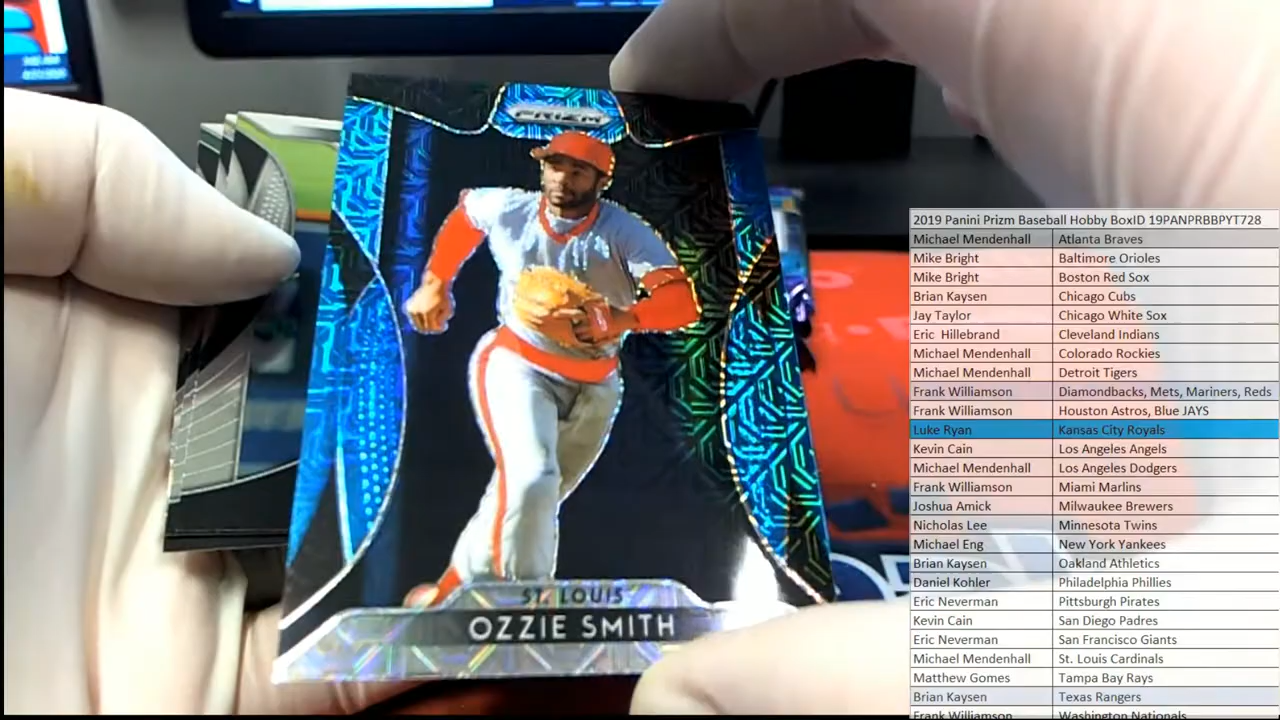 PRIZM
ST. LOUIS
OZZIE SMITH
2019 Panini Prizm Baseball Hobby BoxID 19PANPRBBPYT728
Michael Mendenhall Atlanta Braves
Mike Bright Baltimore Orioles
Mike Bright Boston Red Sox
Brian Kaysen Chicago Cubs
Jay Taylor Chicago White Sox
Eric Hillebrand Cleveland Indians
Michael Mendenhall Colorado Rockies
Michael Mendenhall Detroit Tigers
Frank Williamson Diamondbacks, Mets, Mariners, Reds
Frank Williamson Houston Astros, Blue JAYS
Luke Ryan Kansas City Royals
Kevin Cain Los Angeles Angels
Michael Mendenhall Los Angeles Dodgers
Frank Williamson Miami Marlins
Joshua Amick Milwaukee Brewers
Nicholas Lee Minnesota Twins
Michael Eng New York Yankees
Brian Kaysen Oakland Athletics
Daniel Kohler Philadelphia Phillies
Eric Neverman Pittsburgh Pirates
Kevin Cain San Diego Padres
Eric Neverman San Francisco Giants
Michael Mendenhall St. Louis Cardinals
Matthew Gomes Tampa Bay Rays
Brian Kaysen Texas Rangers
Frank Williamson Washington Nationals